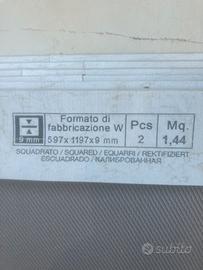 Formato di
fabbricazione W
597x1197x9 mm
9 mm
Pcs
2
Mq.
1,44
SQUADRATO / SQUARED / EQUARRI / REKTIFIZIERT
ESCUADRADO / КАЛИБРОВАННАЯ
subito